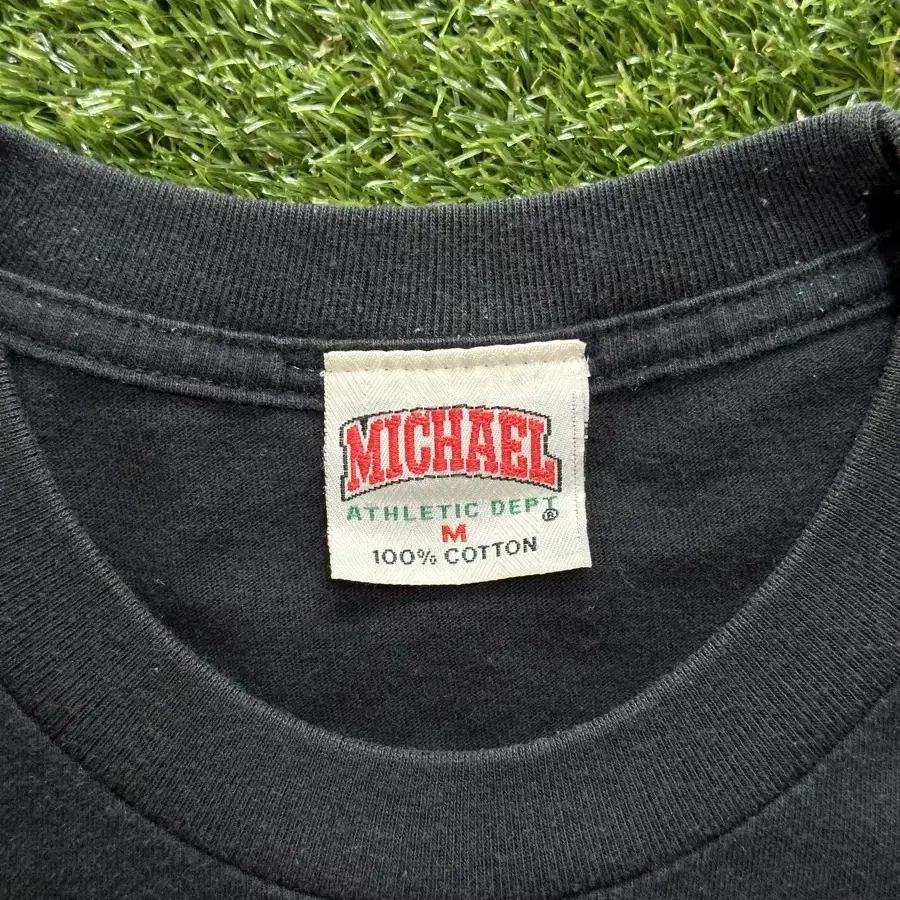 MICHAEL
ATHLETIC DEPT®
M
100% COTTON